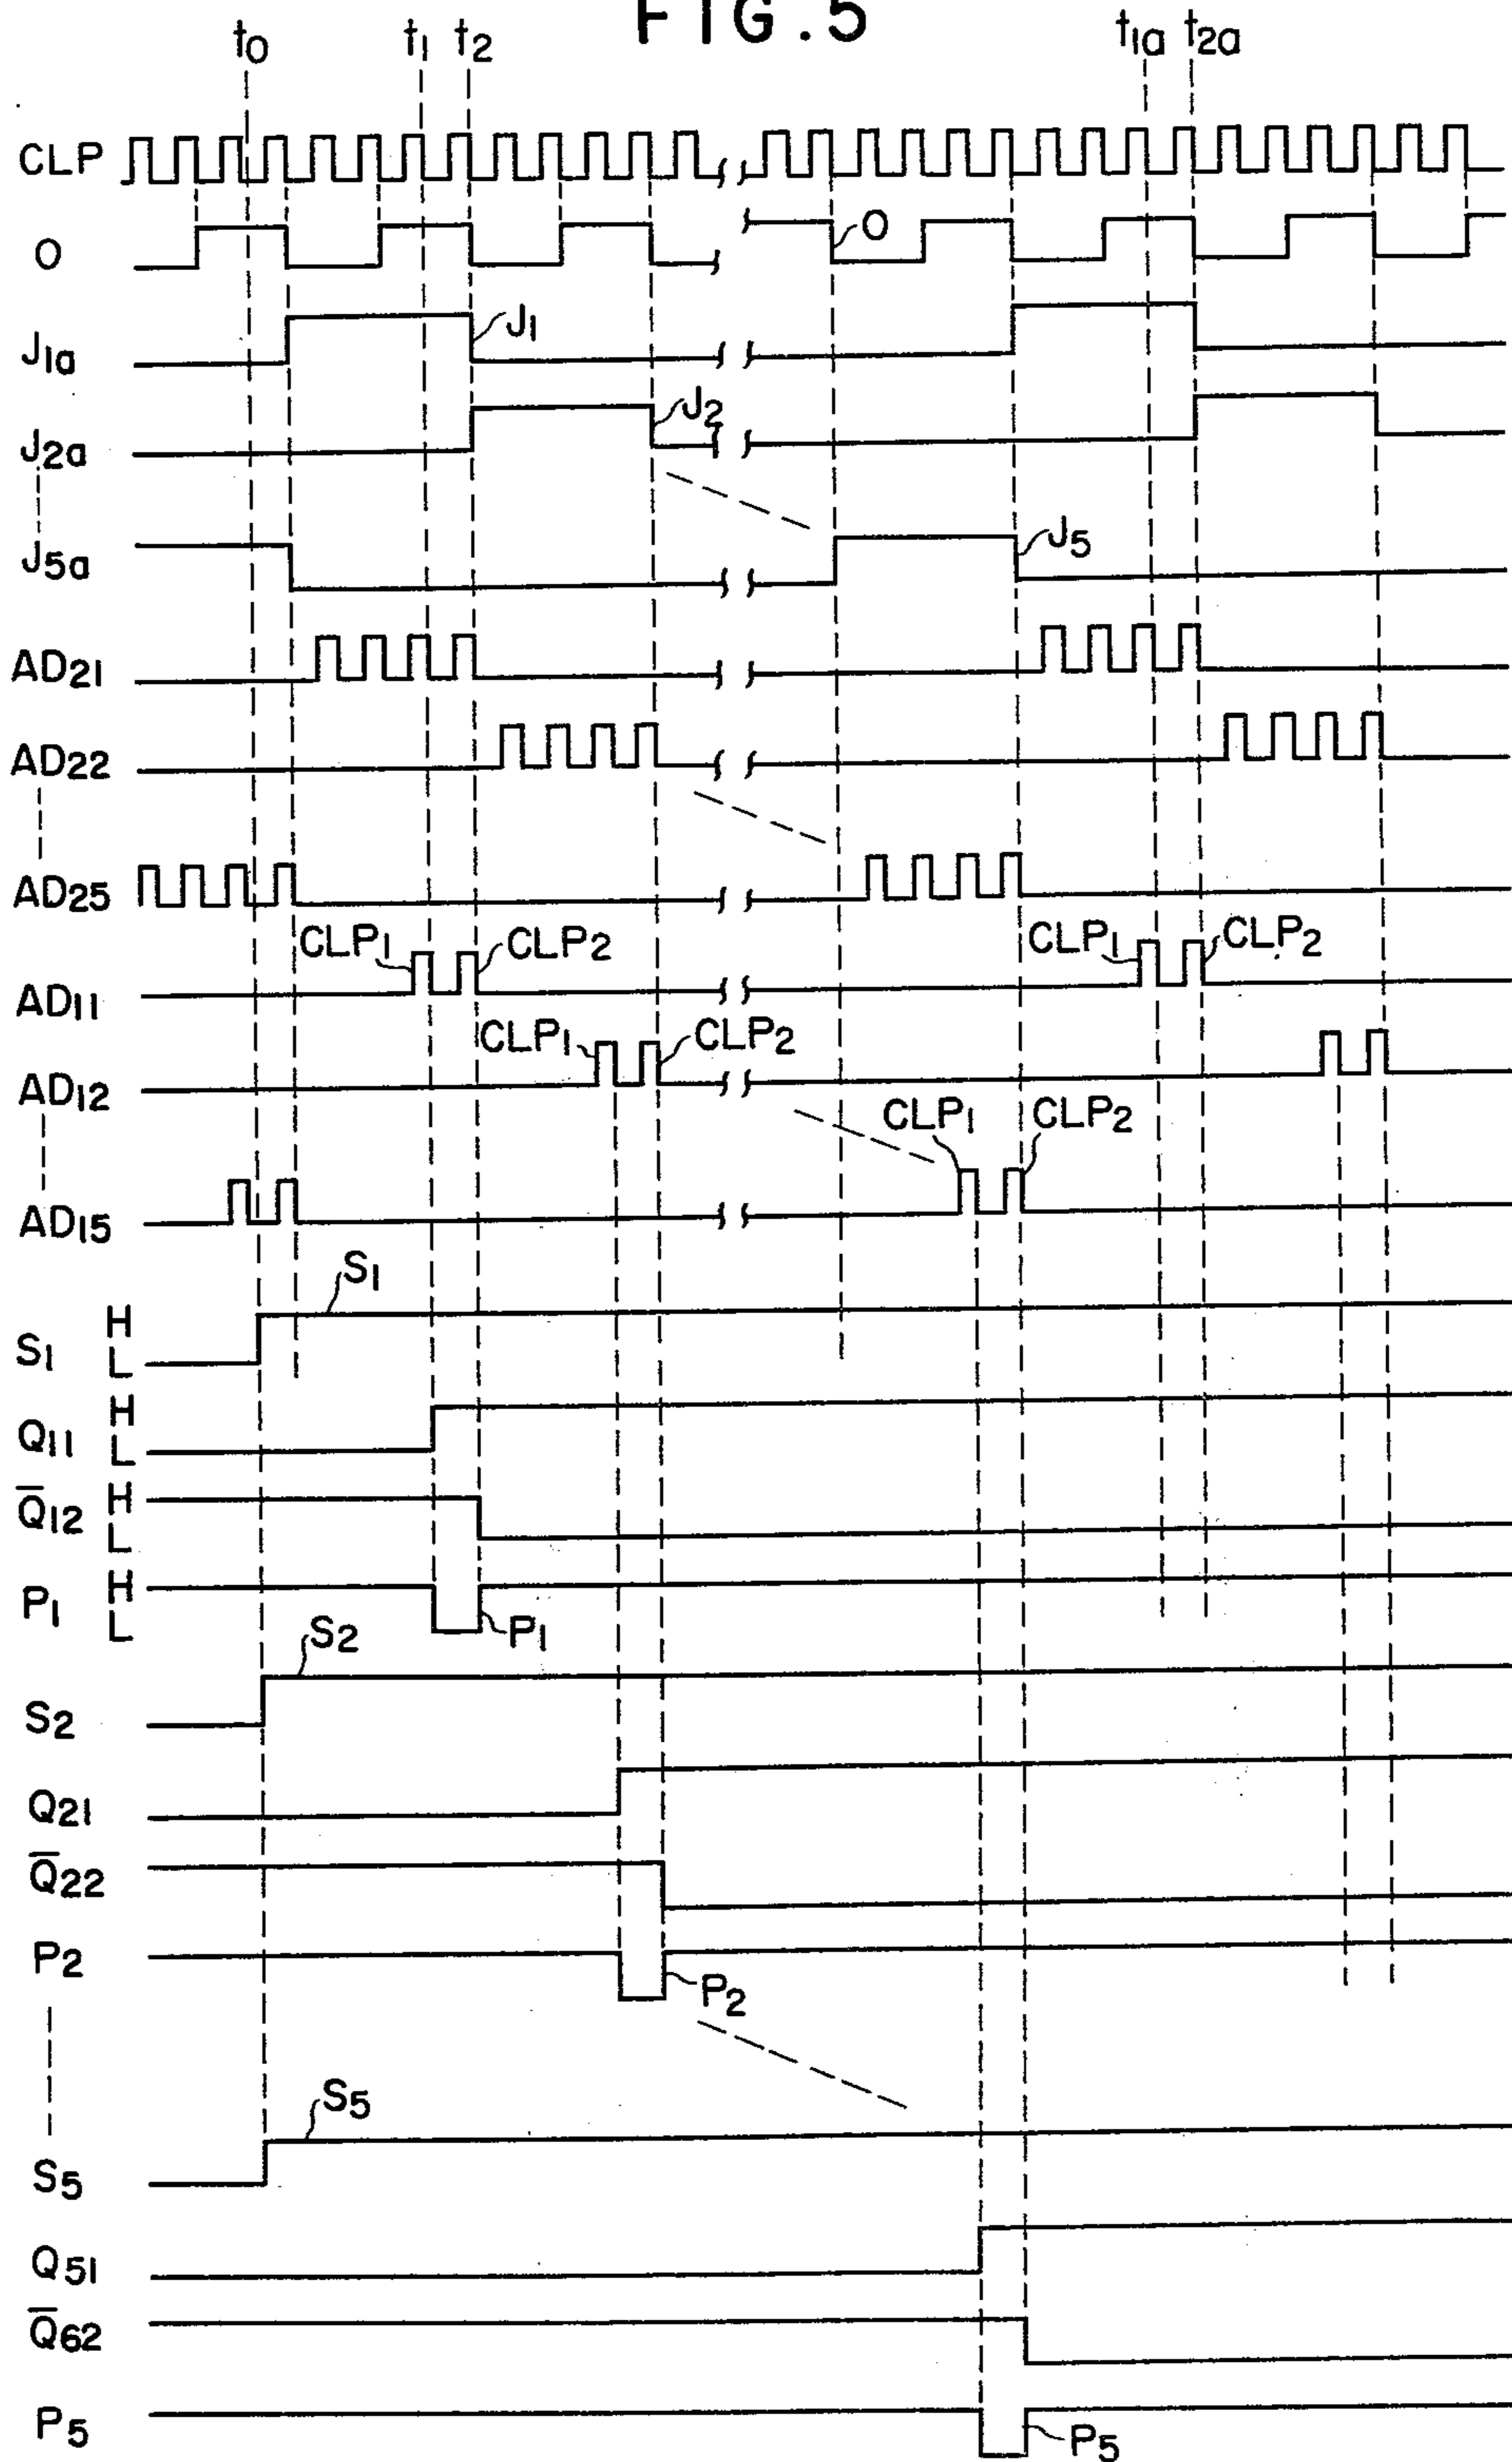 FIG. 5
t0 t1 t2 t1a t2a
CLP
O O
J1a J1
J2a J2
J5a J5
AD21
AD22
AD25
CLP1 CLP2 CLP1 CLP2
AD11
CLP1 CLP2
AD12
CLP1 CLP2
AD15
S1
H
S1
L
H
Q11
L
Q̅12 H
L
P1 H
L P1
S2
S2
Q21
Q̅22
P2
P2
S5
S5
Q51
Q̅62
P5 P5